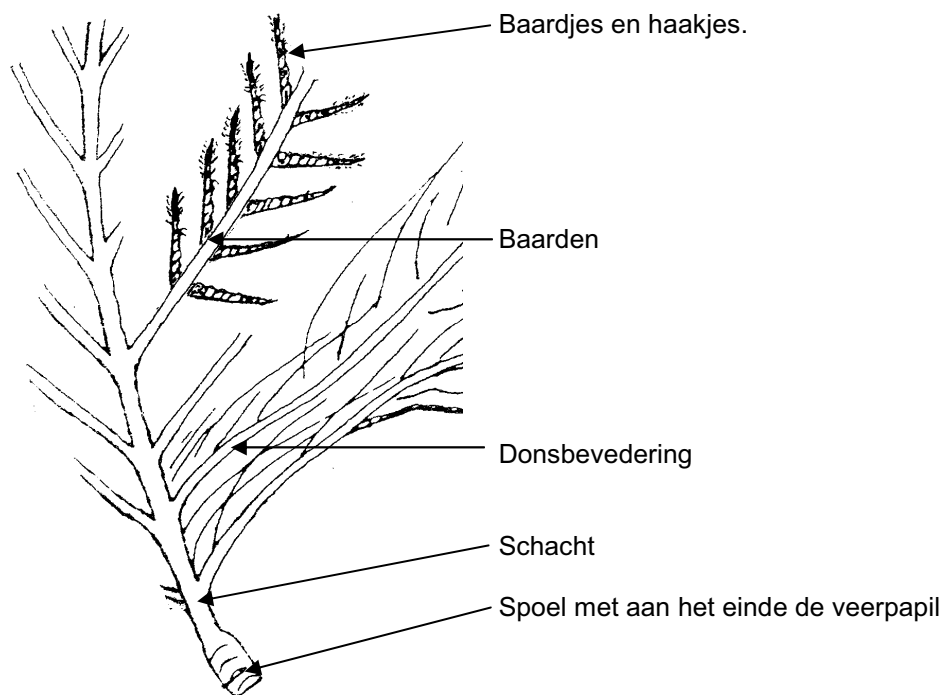 Baardjes en haakjes.
Baarden
Donsbevedering
Schacht
Spoel met aan het einde de veerpapil